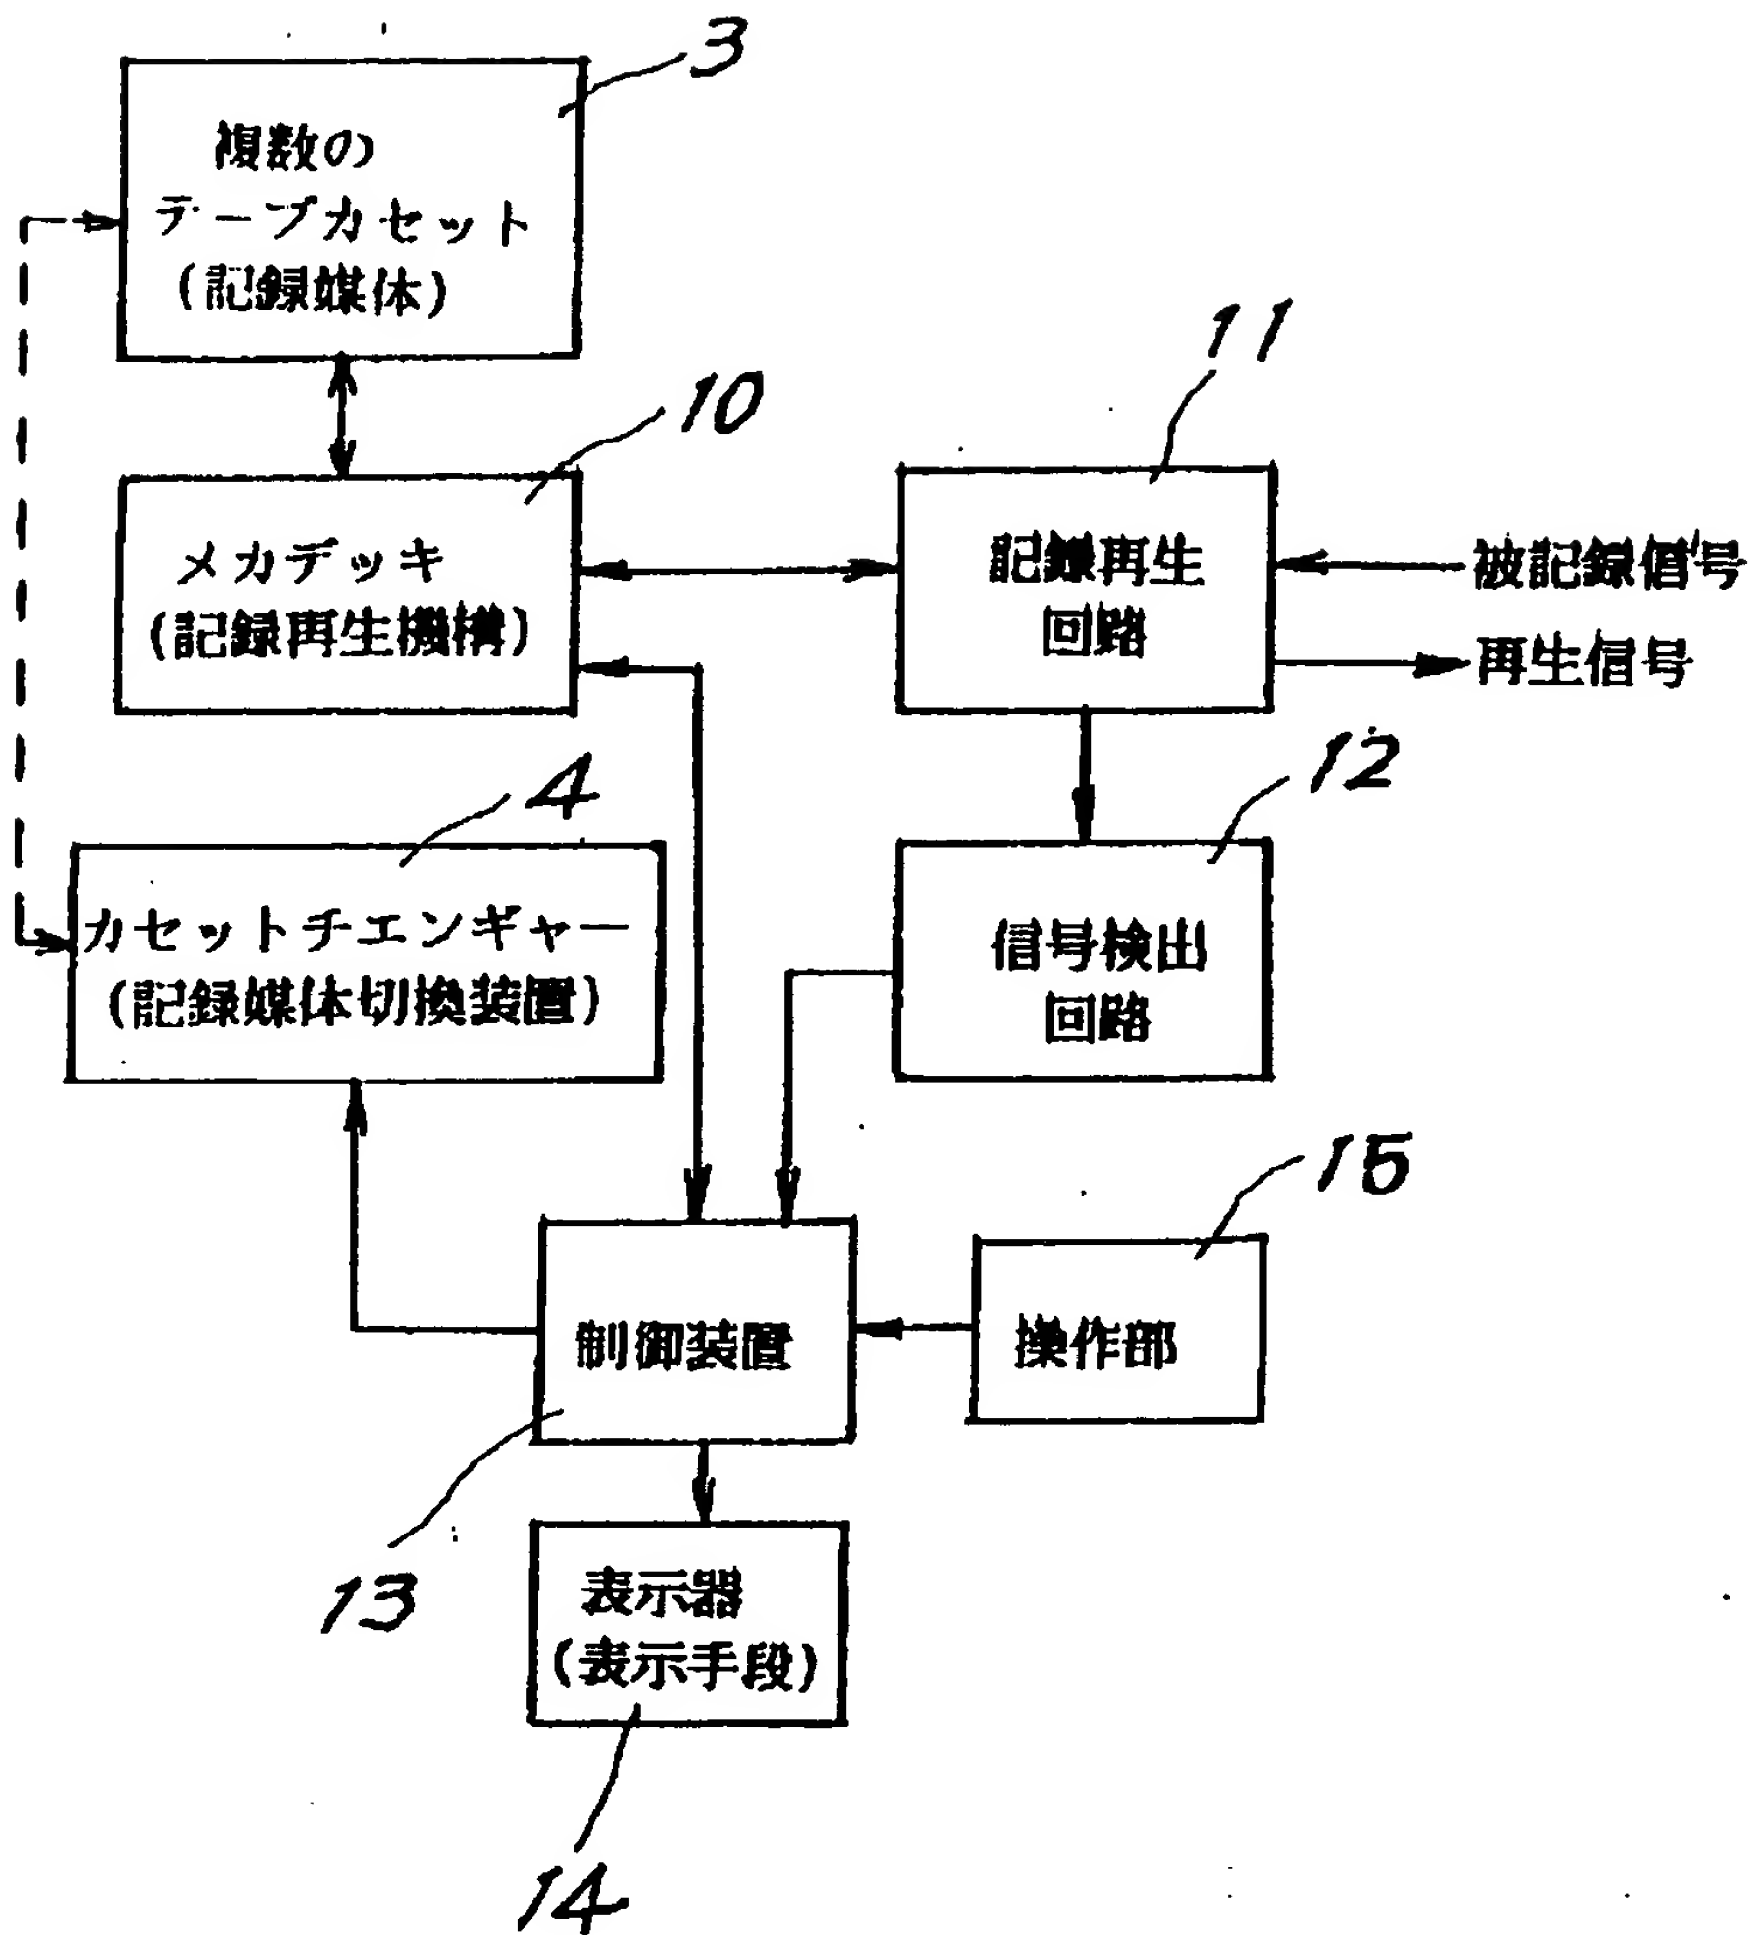 3
複数の
テープカセット
(記録媒体)
10
メカデッキ
(記録再生機構)
11
記録再生
回路
被記録信号
再生信号
4
カセットチエンギャー
(記録媒体切換装置)
12
信号検出
回路
15
操作部
制御装置
13
表示器
(表示手段)
14